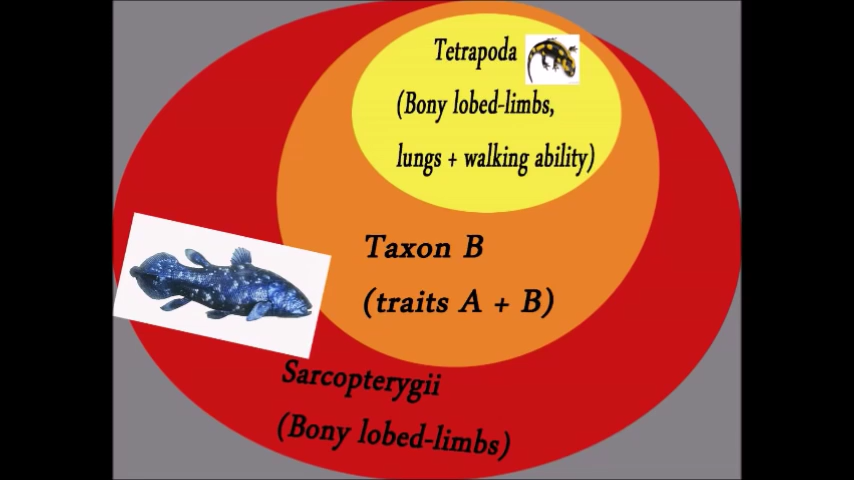 Tetrapoda
(Bony lobed-limbs,
lungs + walking ability)
Taxon B
(traits A + B)
Sarcopterygii
(Bony lobed-limbs)